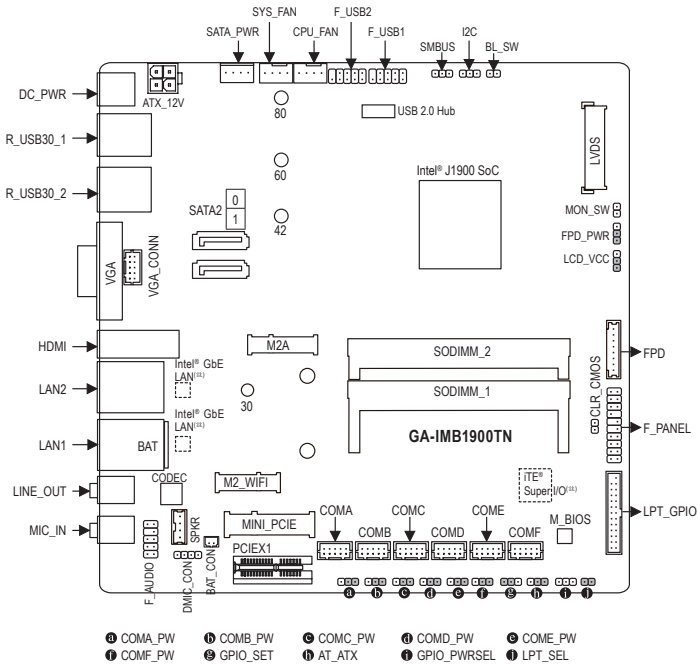 SYS_FAN
F_USB2
SATA_PWR
CPU_FAN
F_USB1
SMBUS
I2C
BL_SW
DC_PWR
ATX_12V
80
USB 2.0 Hub
R_USB30_1
LVDS
60
Intel® J1900 SoC
R_USB30_2
SATA2
0
1
42
MON_SW
FPD_PWR
LCD_VCC
VGA
VGA_CONN
HDMI
M2A
SODIMM_2
FPD
Intel® GbE
LAN(註)
LAN2
30
SODIMM_1
CLR_CMOS
Intel® GbE
LAN(註)
LAN1
BAT
GA-IMB1900TN
F_PANEL
CODEC
M2_WIFI
iTE®
Super I/O(註)
LINE_OUT
LPT_GPIO
MIC_IN
SPKR
MINI_PCIE
COMA
COMB
COMC
COMD
COME
COMF
M_BIOS
F_AUDIO
DMIC_CON
BAT_CON
PCIEX1
a b c d e f g h i j
a COMA_PW b COMB_PW c COMC_PW d COMD_PW e COME_PW
f COMF_PW g GPIO_SET h AT_ATX i GPIO_PWRSEL j LPT_SEL